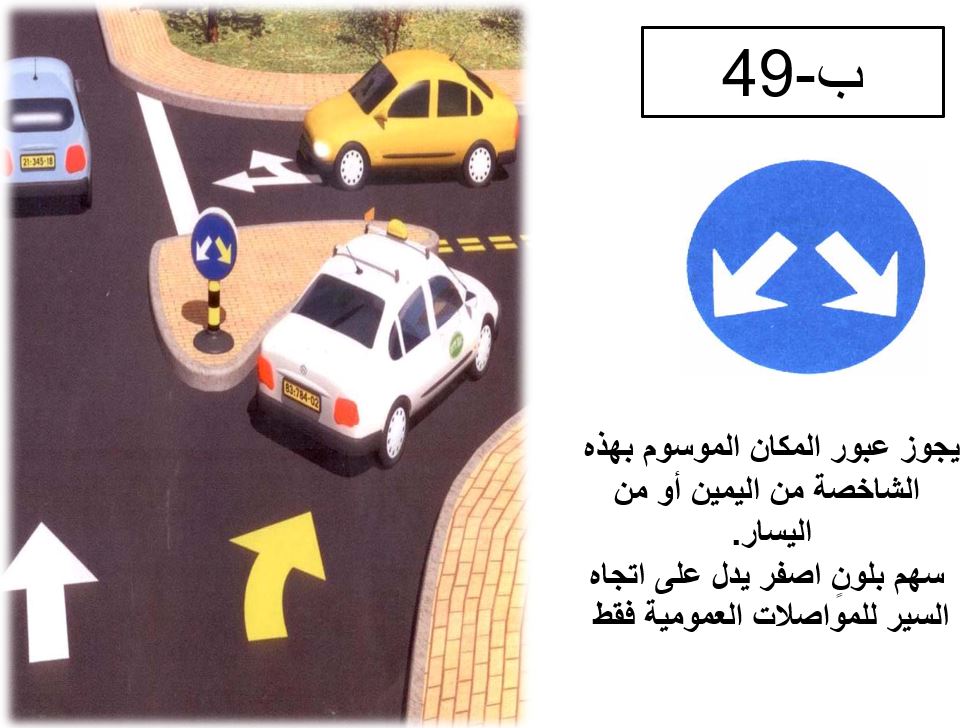 ب-49
يجوز عبور المكان الموسوم بهذه
الشاخصة من اليمين أو من
اليسار.
سهم بلونٍ اصفر يدل على اتجاه
السير للمواصلات العمومية فقط
21-345-18
83-784-02